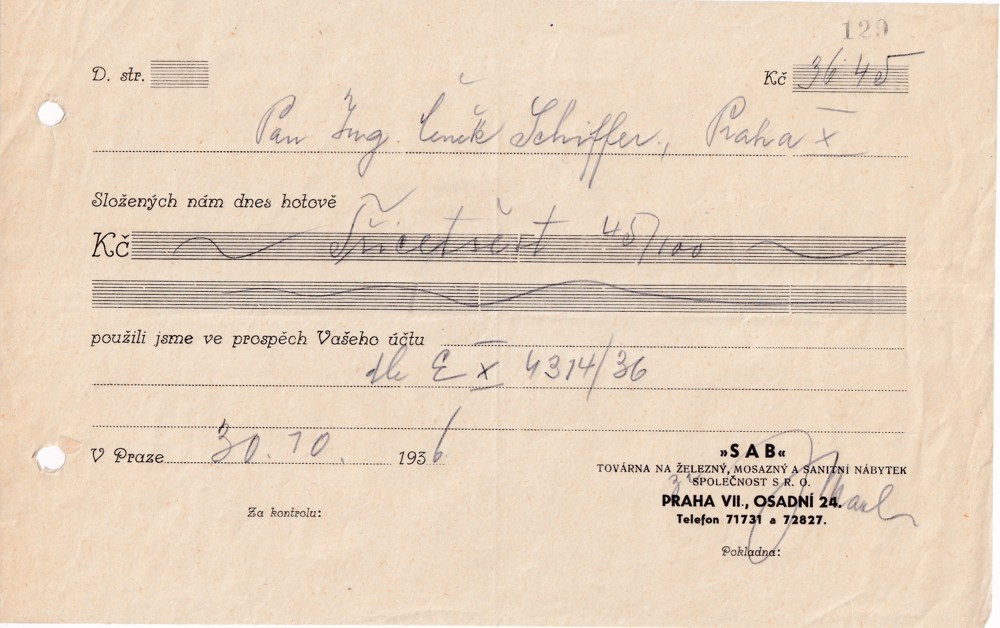 129
D. str.
Kč 36 45
Pan Ing. Čeněk Schiffer, Praha X
Složených nám dnes hotově
Kč Třicetšest 45/100
použili jsme ve prospěch Vašeho účtu
dle E X 4314/36
V Praze 30. 10. 1936
»SAB«
TOVÁRNA NA ŽELEZNÝ, MOSAZNÝ A SANITNÍ NÁBYTEK
SPOLEČNOST S R. O.
PRAHA VII., OSADNÍ 24.
Telefon 71731 a 72827.
Za kontrolu:
Pokladna: